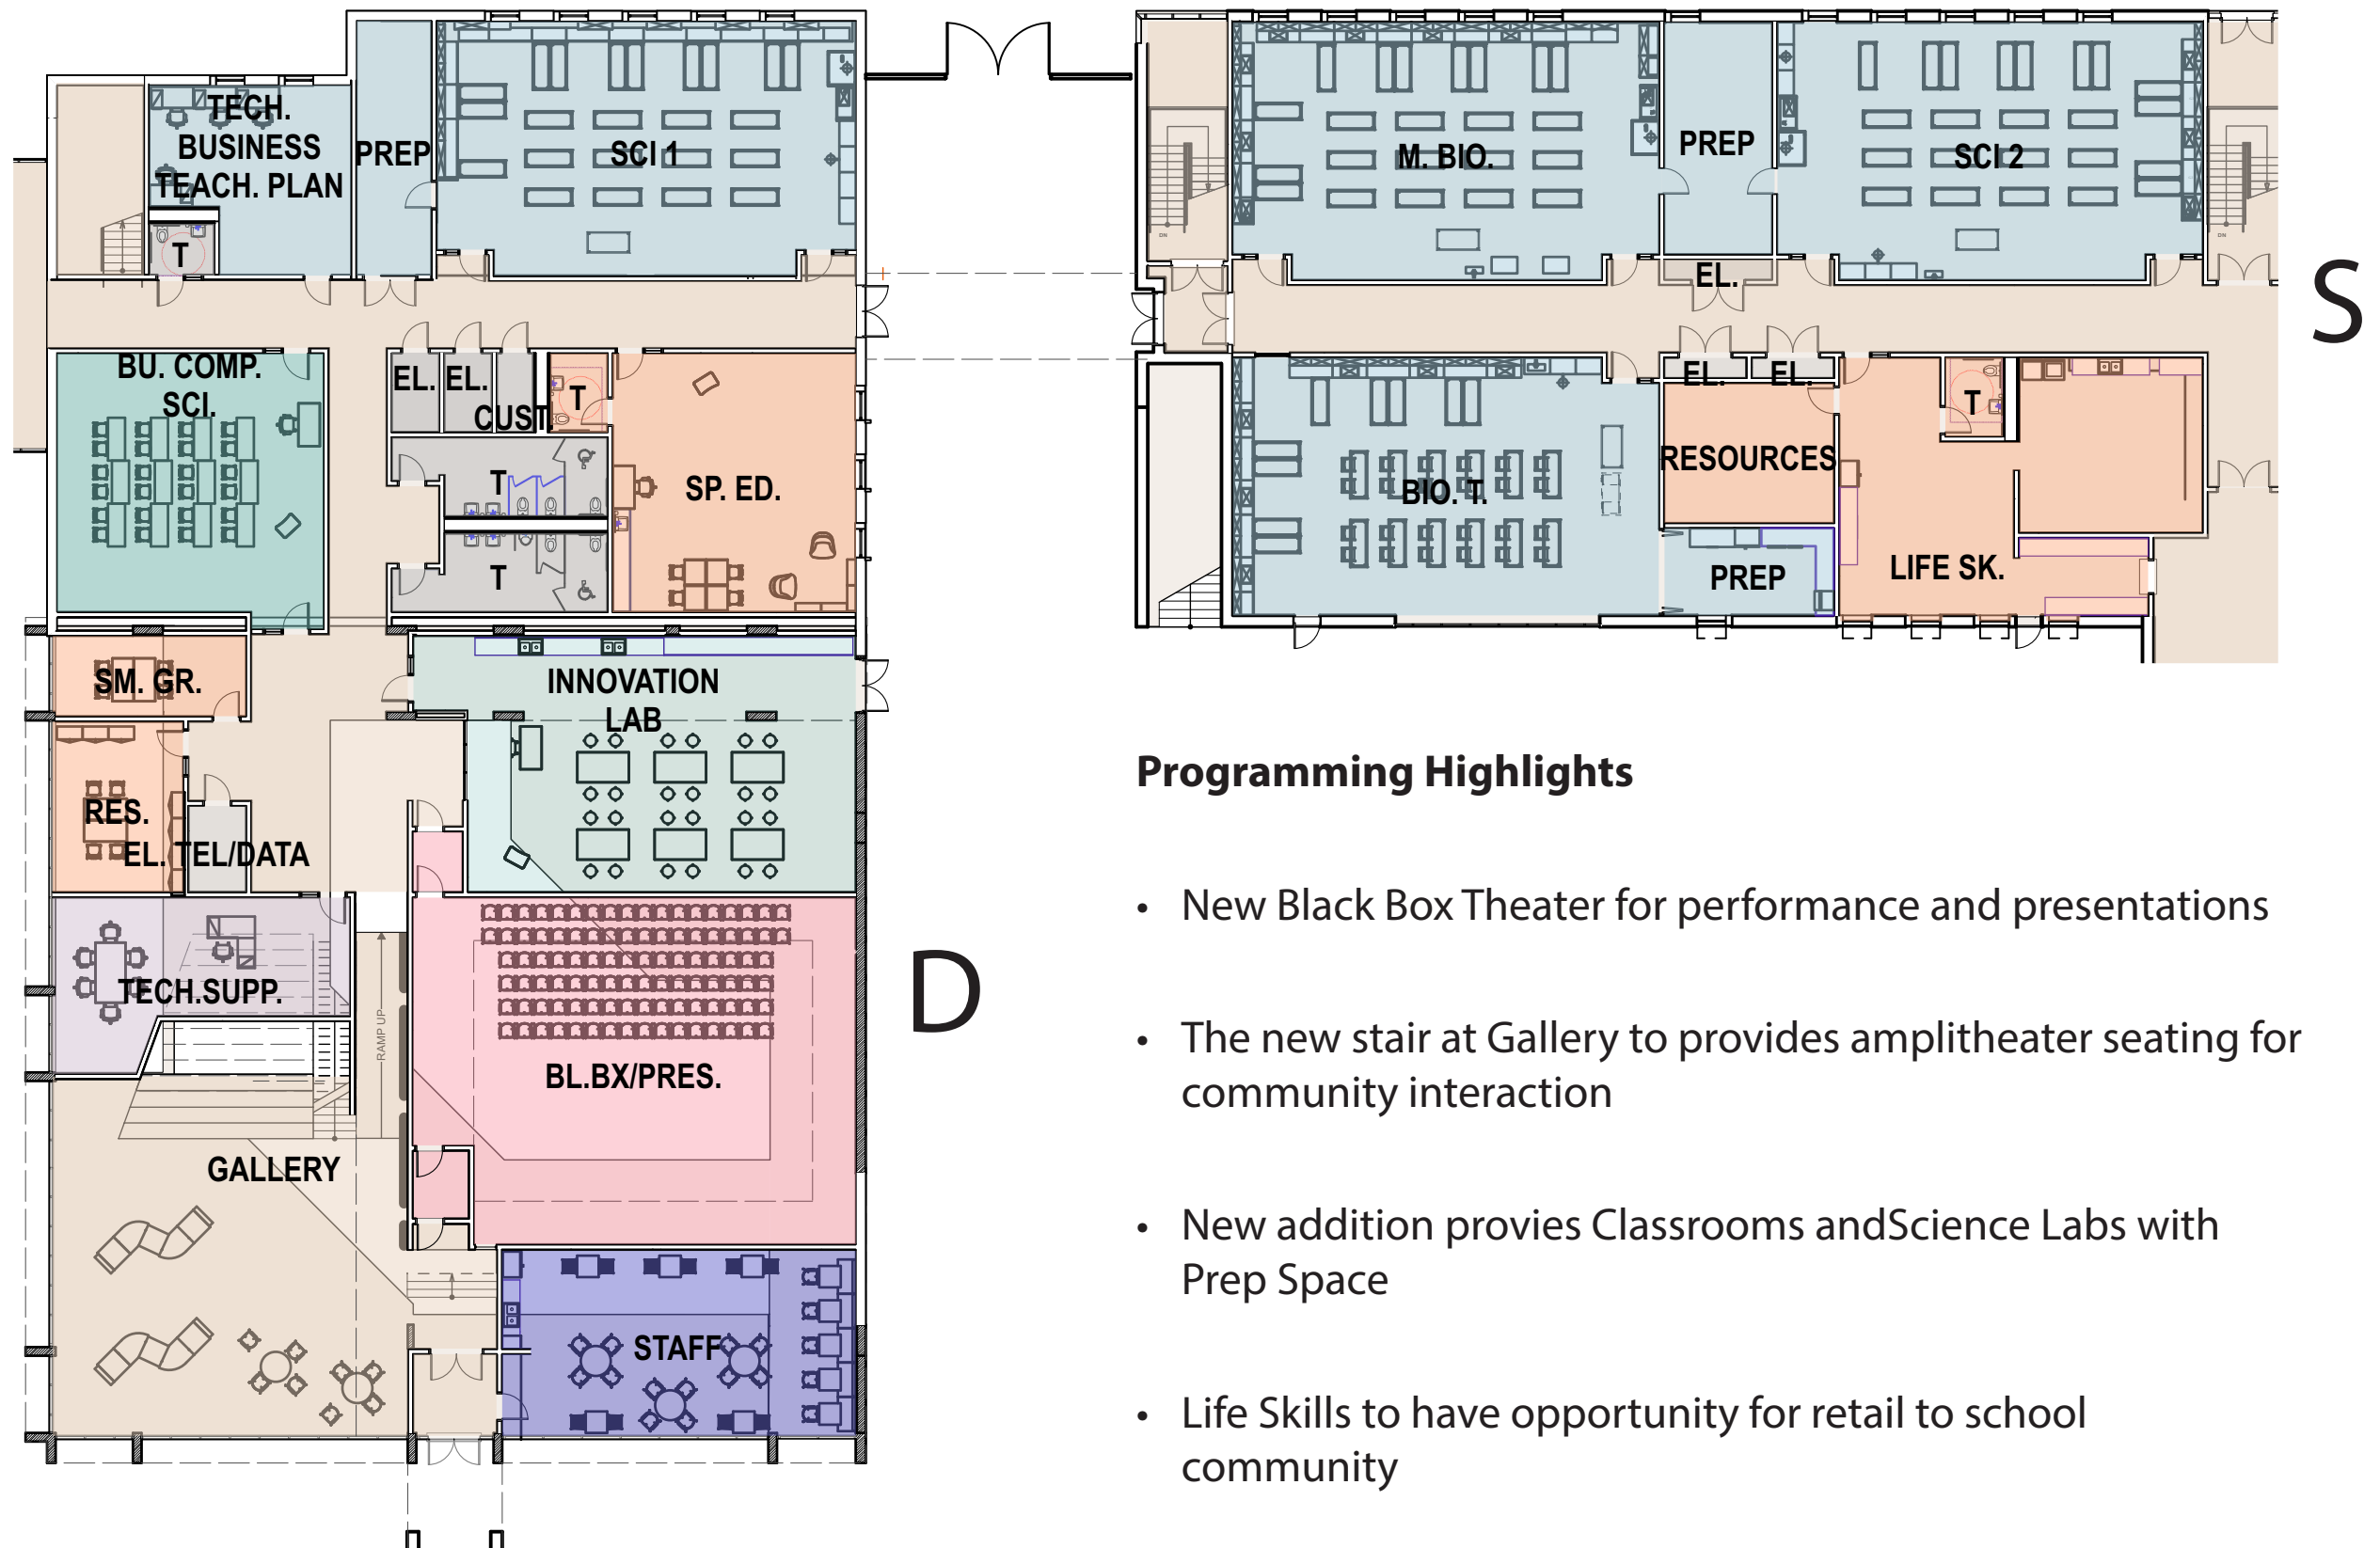 TECH.
BUSINESS
TEACH. PLAN
PREP
SCI 1
T
M. BIO.
PREP
SCI 2
DN
DN
EL.
S
BU. COMP.
SCI.
EL.
EL.
CUST.
T
T
T
SP. ED.
EL.
EL.
T
RESOURCES
BIO. T.
PREP
LIFE SK.
SM. GR.
INNOVATION
LAB
RES.
EL. TEL/DATA
TECH.SUPP.
RAMP UP
BL.BX/PRES.
D
GALLERY
STAFF
Programming Highlights
• New Black Box Theater for performance and presentations
• The new stair at Gallery to provides amplitheater seating for
community interaction
• New addition provies Classrooms andScience Labs with
Prep Space
• Life Skills to have opportunity for retail to school
community